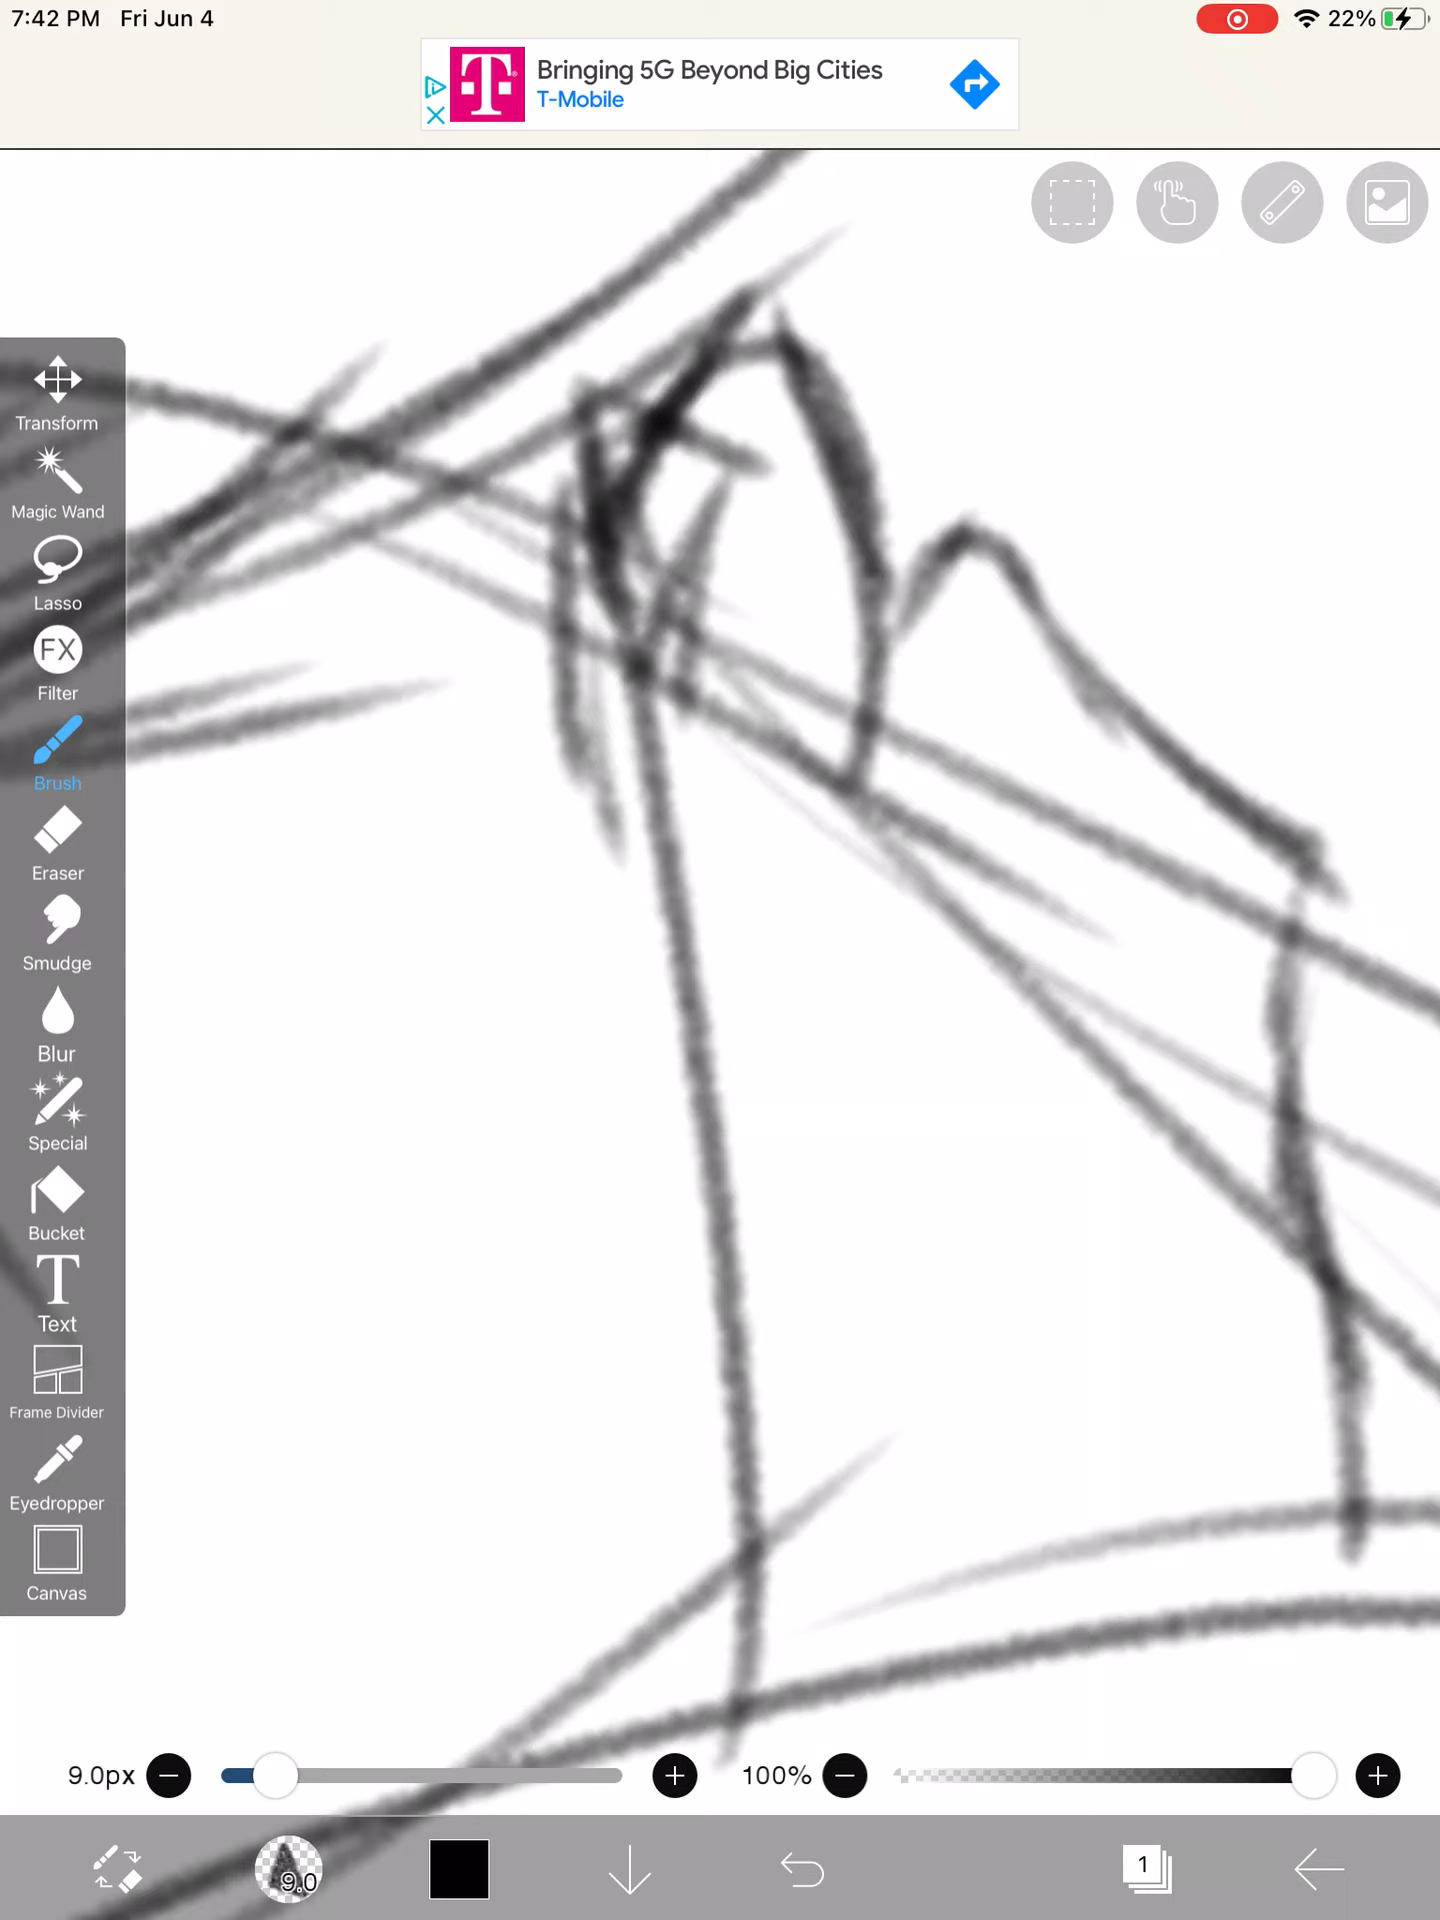 7:42 PM Fri Jun 4
22%
Bringing 5G Beyond Big Cities
T-Mobile
Transform
Magic Wand
Lasso
FX
Filter
Brush
Eraser
Smudge
Blur
Special
Bucket
T
Text
Frame Divider
Eyedropper
Canvas
9.0px
100%
9.0
1